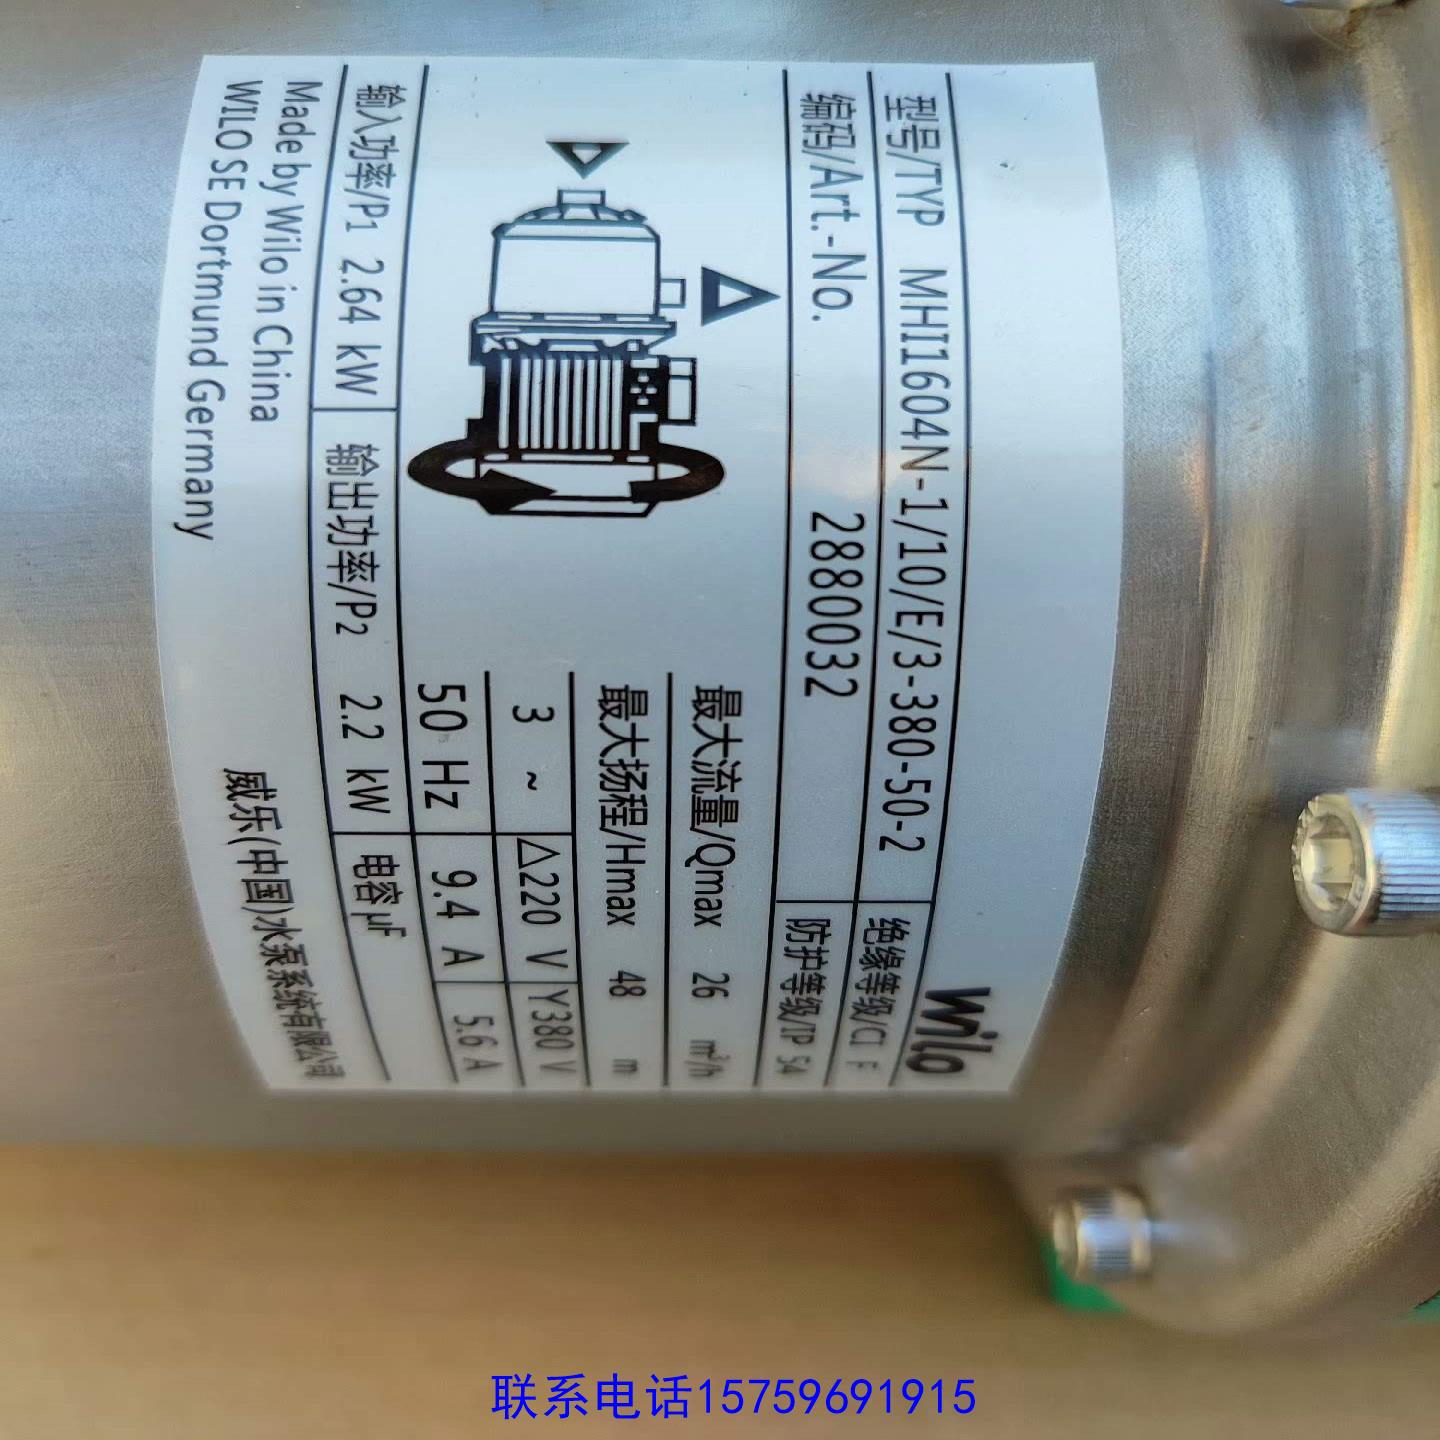 wilo
型号/TYP MHI1604N-1/10/E/3-380-50-2 绝缘等级/Cl F
编码/Art.-No. 2880032 防护等级/IP 54
最大流量/Qmax 26 m³/h
最大扬程/Hmax 48 m
3 ~ △220 V Y380 V
50 Hz 9.4 A 5.6 A
输入功率/P1 2.64 kW 输出功率/P2 2.2 kW 电容 µF
Made by Wilo in China
WILO SE Dortmund Germany
威乐(中国)水泵系统有限公司
联系电话15759691915